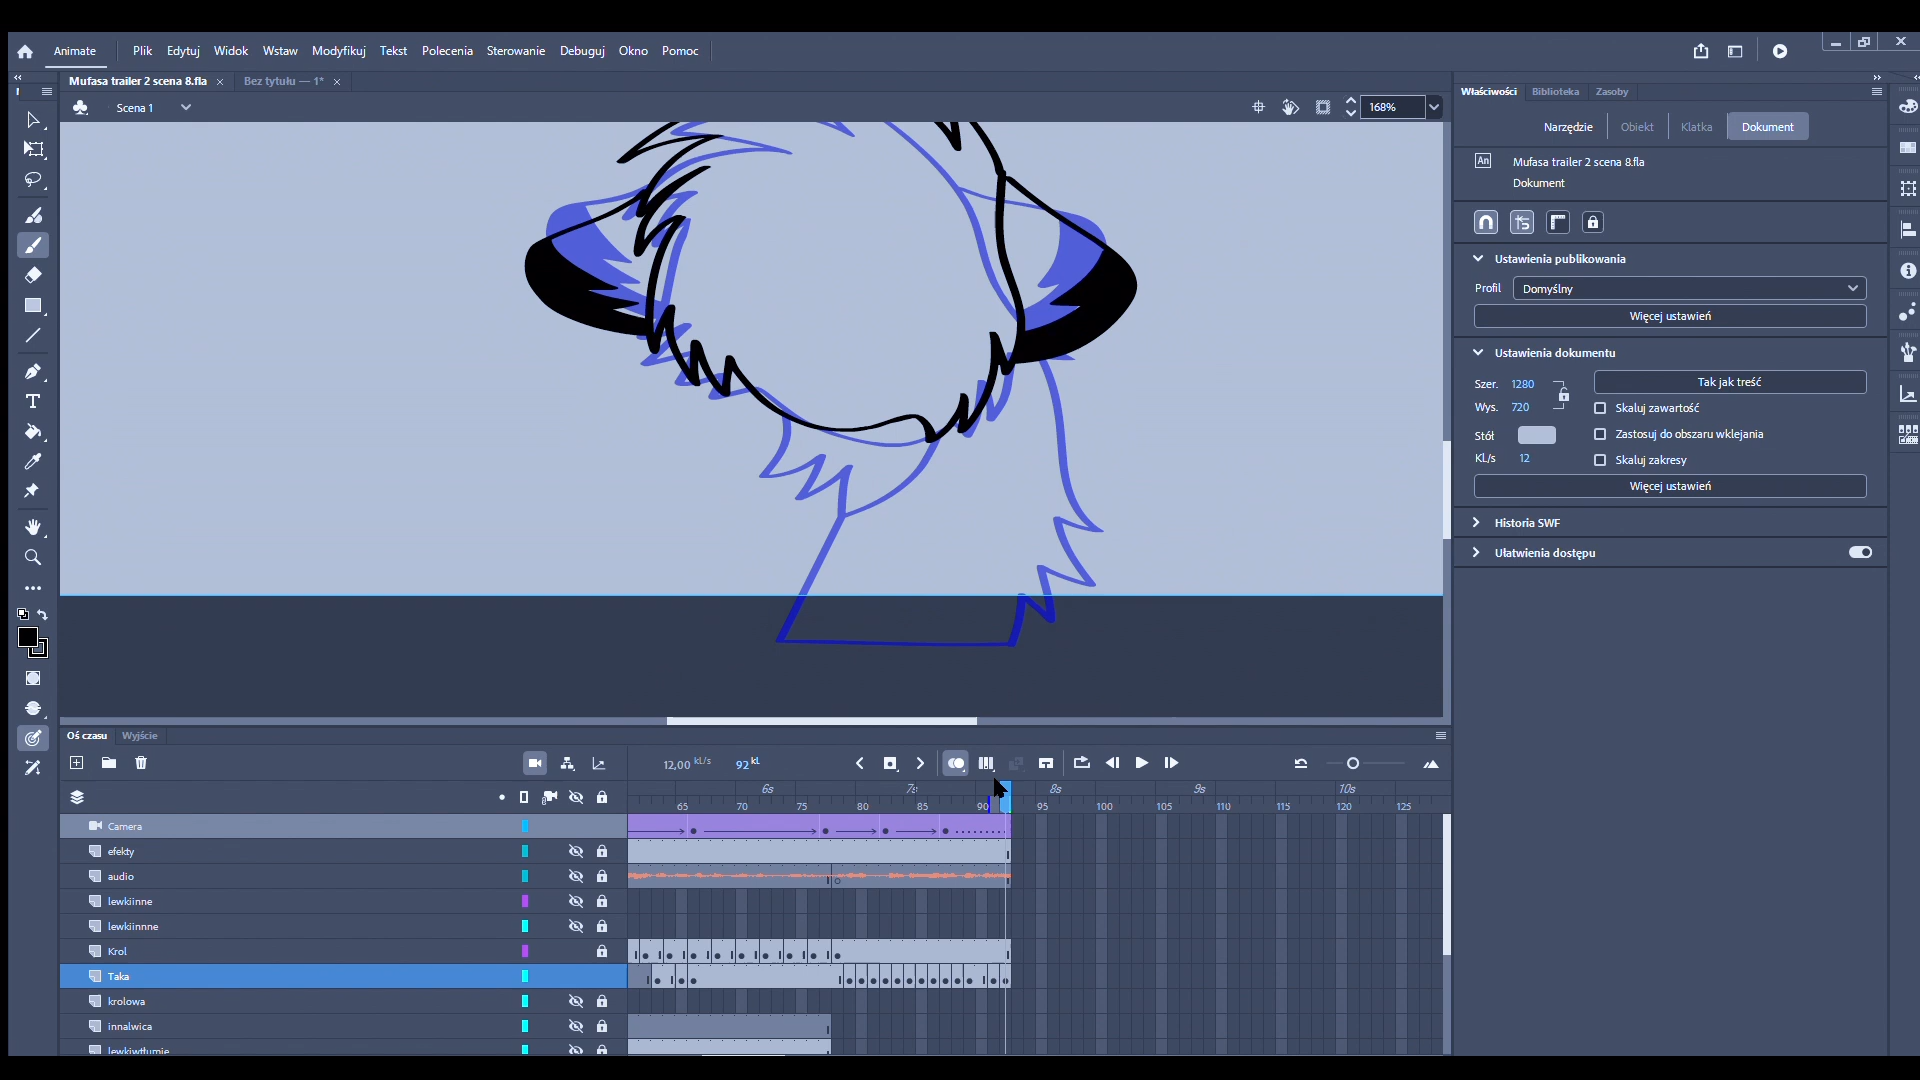 Animate Plik Edytuj Widok Wstaw Modyfikuj Tekst Polecenia Sterowanie Debuguj Okno Pomoc
Mufasa trailer 2 scena 8.fla Bez tytułu — 1*
Scena 1
168%
Właściwości Biblioteka Zasoby
Narzędzie Obiekt Klatka Dokument
An Mufasa trailer 2 scena 8.fla
Dokument
Ustawienia publikowania
Profil Domyślny
Więcej ustawień
Ustawienia dokumentu
Szer. 1280 Tak jak treść
Wys. 720 Skaluj zawartość
Stół Zastosuj do obszaru wklejania
Kl./s 12 Skaluj zakresy
Więcej ustawień
Historia SWF
Ułatwienia dostępu
Oś czasu Wyjście
12,00 kl./s 92 kl.
6s 7s 8s 9s 10s
65 70 75 80 85 90 95 100 105 110 115 120 125
Camera
efekty
audio
lewkiinne
lewkiinnne
Krol
Taka
krolowa
innalwica
lewkiwtłumie